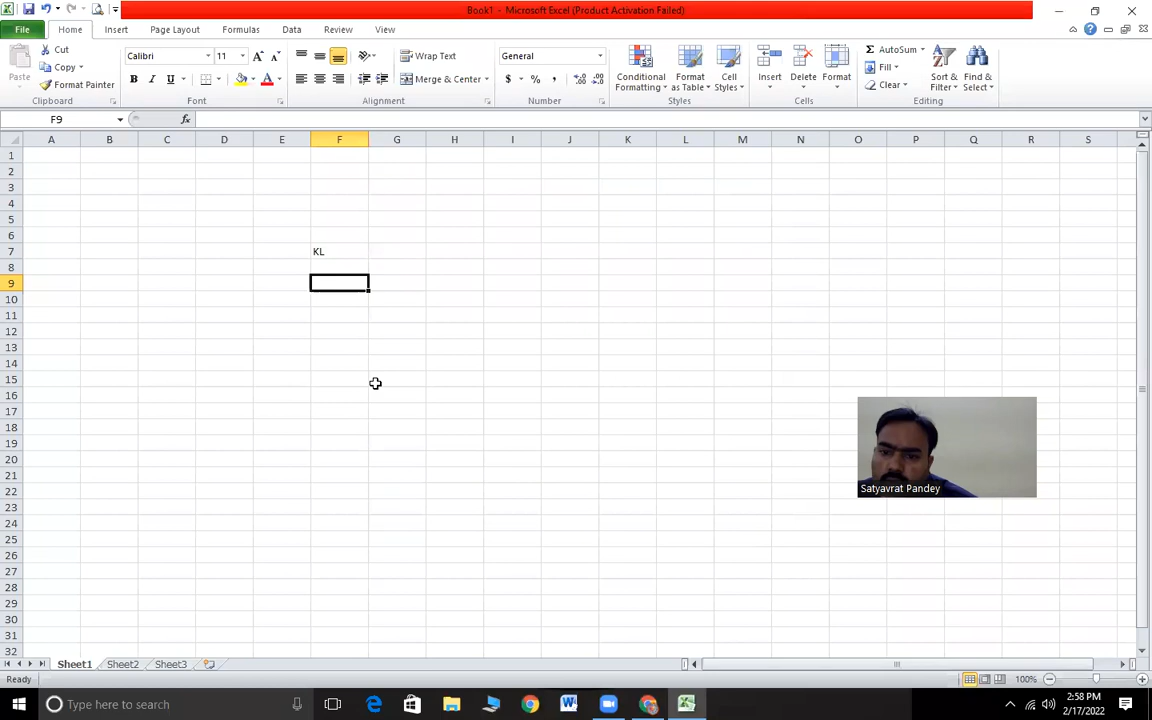 Book1 - Microsoft Excel (Product Activation Failed)
File Home Insert Page Layout Formulas Data Review View
Paste
Cut
Copy
Format Painter
Clipboard
Calibri 11
B I U
Font
Wrap Text
Merge & Center
Alignment
General
$ % ,
Number
Conditional Formatting
Format as Table
Cell Styles
Styles
Insert
Delete
Format
Cells
AutoSum
Fill
Clear
Sort & Filter
Find & Select
Editing
F9 fx
A B C D E F G H I J K L M N O P Q R S
1
2
3
4
5
6
7 KL
8
9
10
11
12
13
14
15
16
17
18
19
20
21
22
23
24
25
26
27
28
29
30
31
32
Satyavrat Pandey
Sheet1 Sheet2 Sheet3
Ready 100%
Type here to search
2:58 PM
2/17/2022